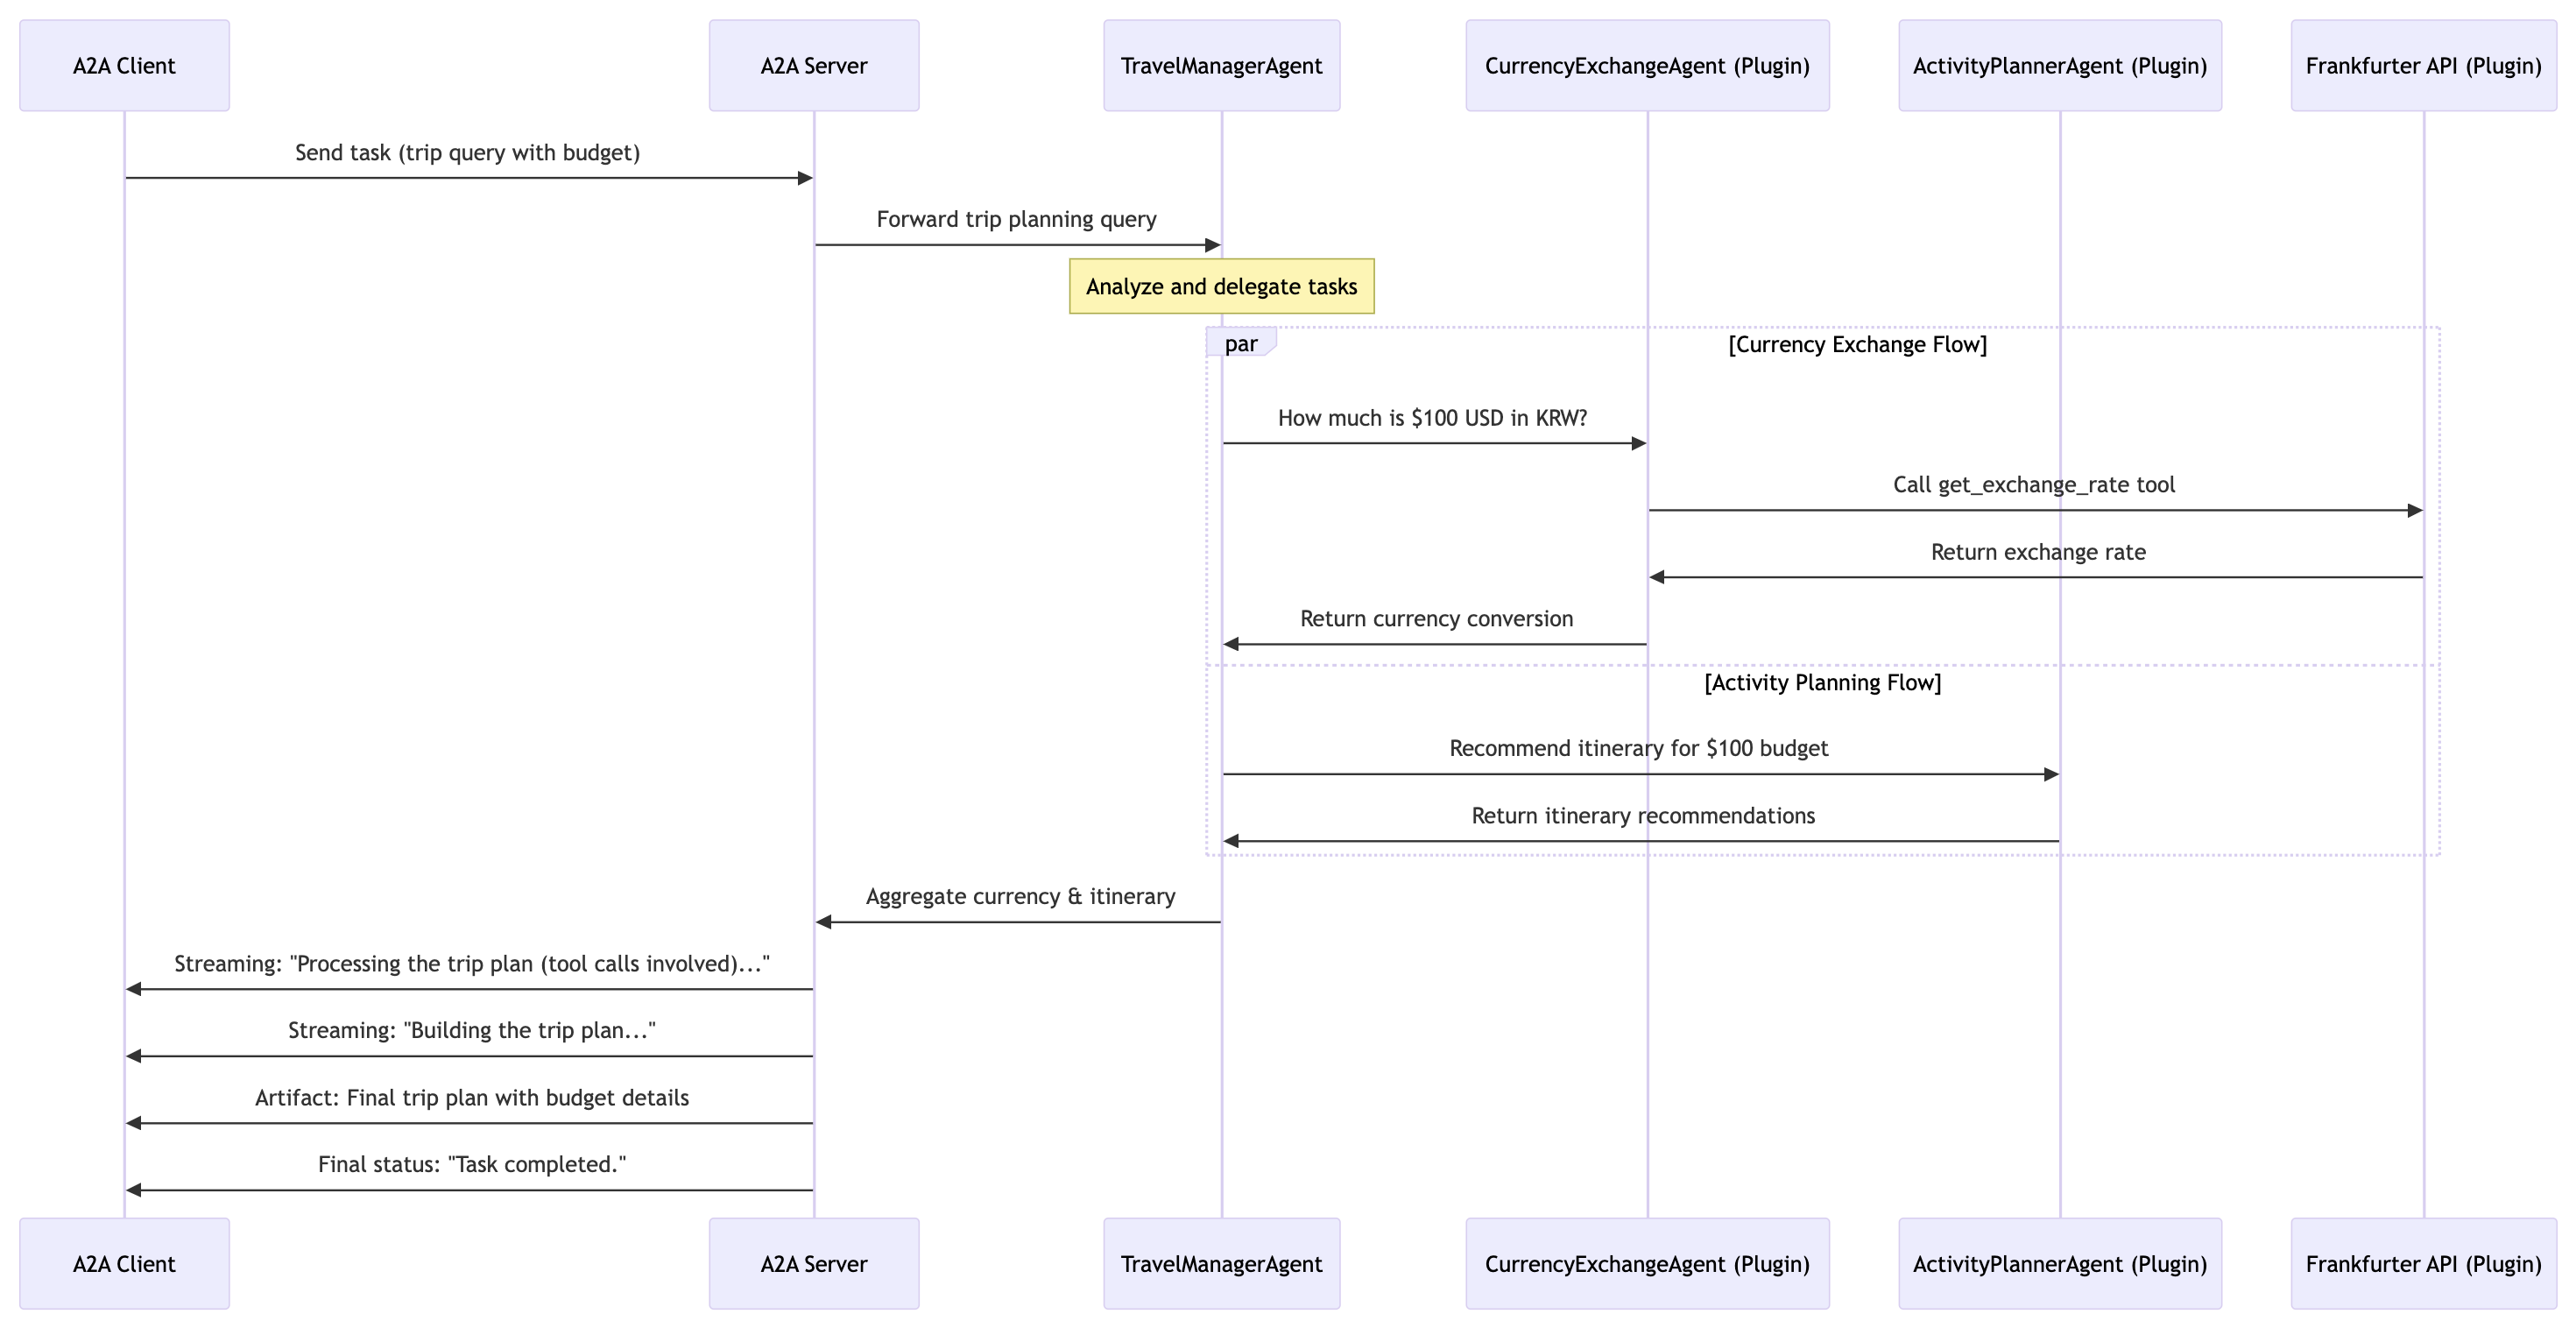 A2A Client
A2A Server
TravelManagerAgent
CurrencyExchangeAgent (Plugin)
ActivityPlannerAgent (Plugin)
Frankfurter API (Plugin)
Send task (trip query with budget)
Forward trip planning query
Analyze and delegate tasks
par
[Currency Exchange Flow]
How much is $100 USD in KRW?
Call get_exchange_rate tool
Return exchange rate
Return currency conversion
[Activity Planning Flow]
Recommend itinerary for $100 budget
Return itinerary recommendations
Aggregate currency & itinerary
Streaming: "Processing the trip plan (tool calls involved)..."
Streaming: "Building the trip plan..."
Artifact: Final trip plan with budget details
Final status: "Task completed."
A2A Client
A2A Server
TravelManagerAgent
CurrencyExchangeAgent (Plugin)
ActivityPlannerAgent (Plugin)
Frankfurter API (Plugin)